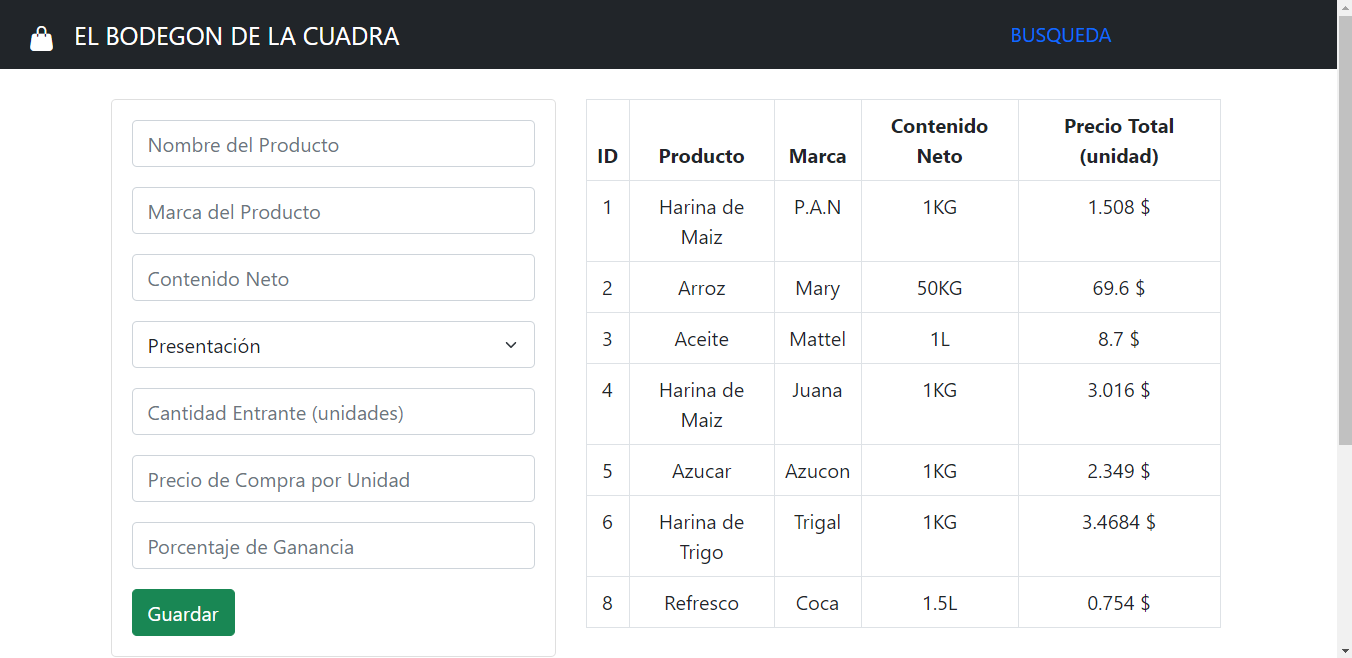 EL BODEGON DE LA CUADRA
BUSQUEDA
Nombre del Producto
Marca del Producto
Contenido Neto
Presentación
Cantidad Entrante (unidades)
Precio de Compra por Unidad
Porcentaje de Ganancia
Guardar
ID Producto Marca Contenido Neto Precio Total (unidad)
1 Harina de Maiz P.A.N 1KG 1.508 $
2 Arroz Mary 50KG 69.6 $
3 Aceite Mattel 1L 8.7 $
4 Harina de Maiz Juana 1KG 3.016 $
5 Azucar Azucon 1KG 2.349 $
6 Harina de Trigo Trigal 1KG 3.4684 $
8 Refresco Coca 1.5L 0.754 $